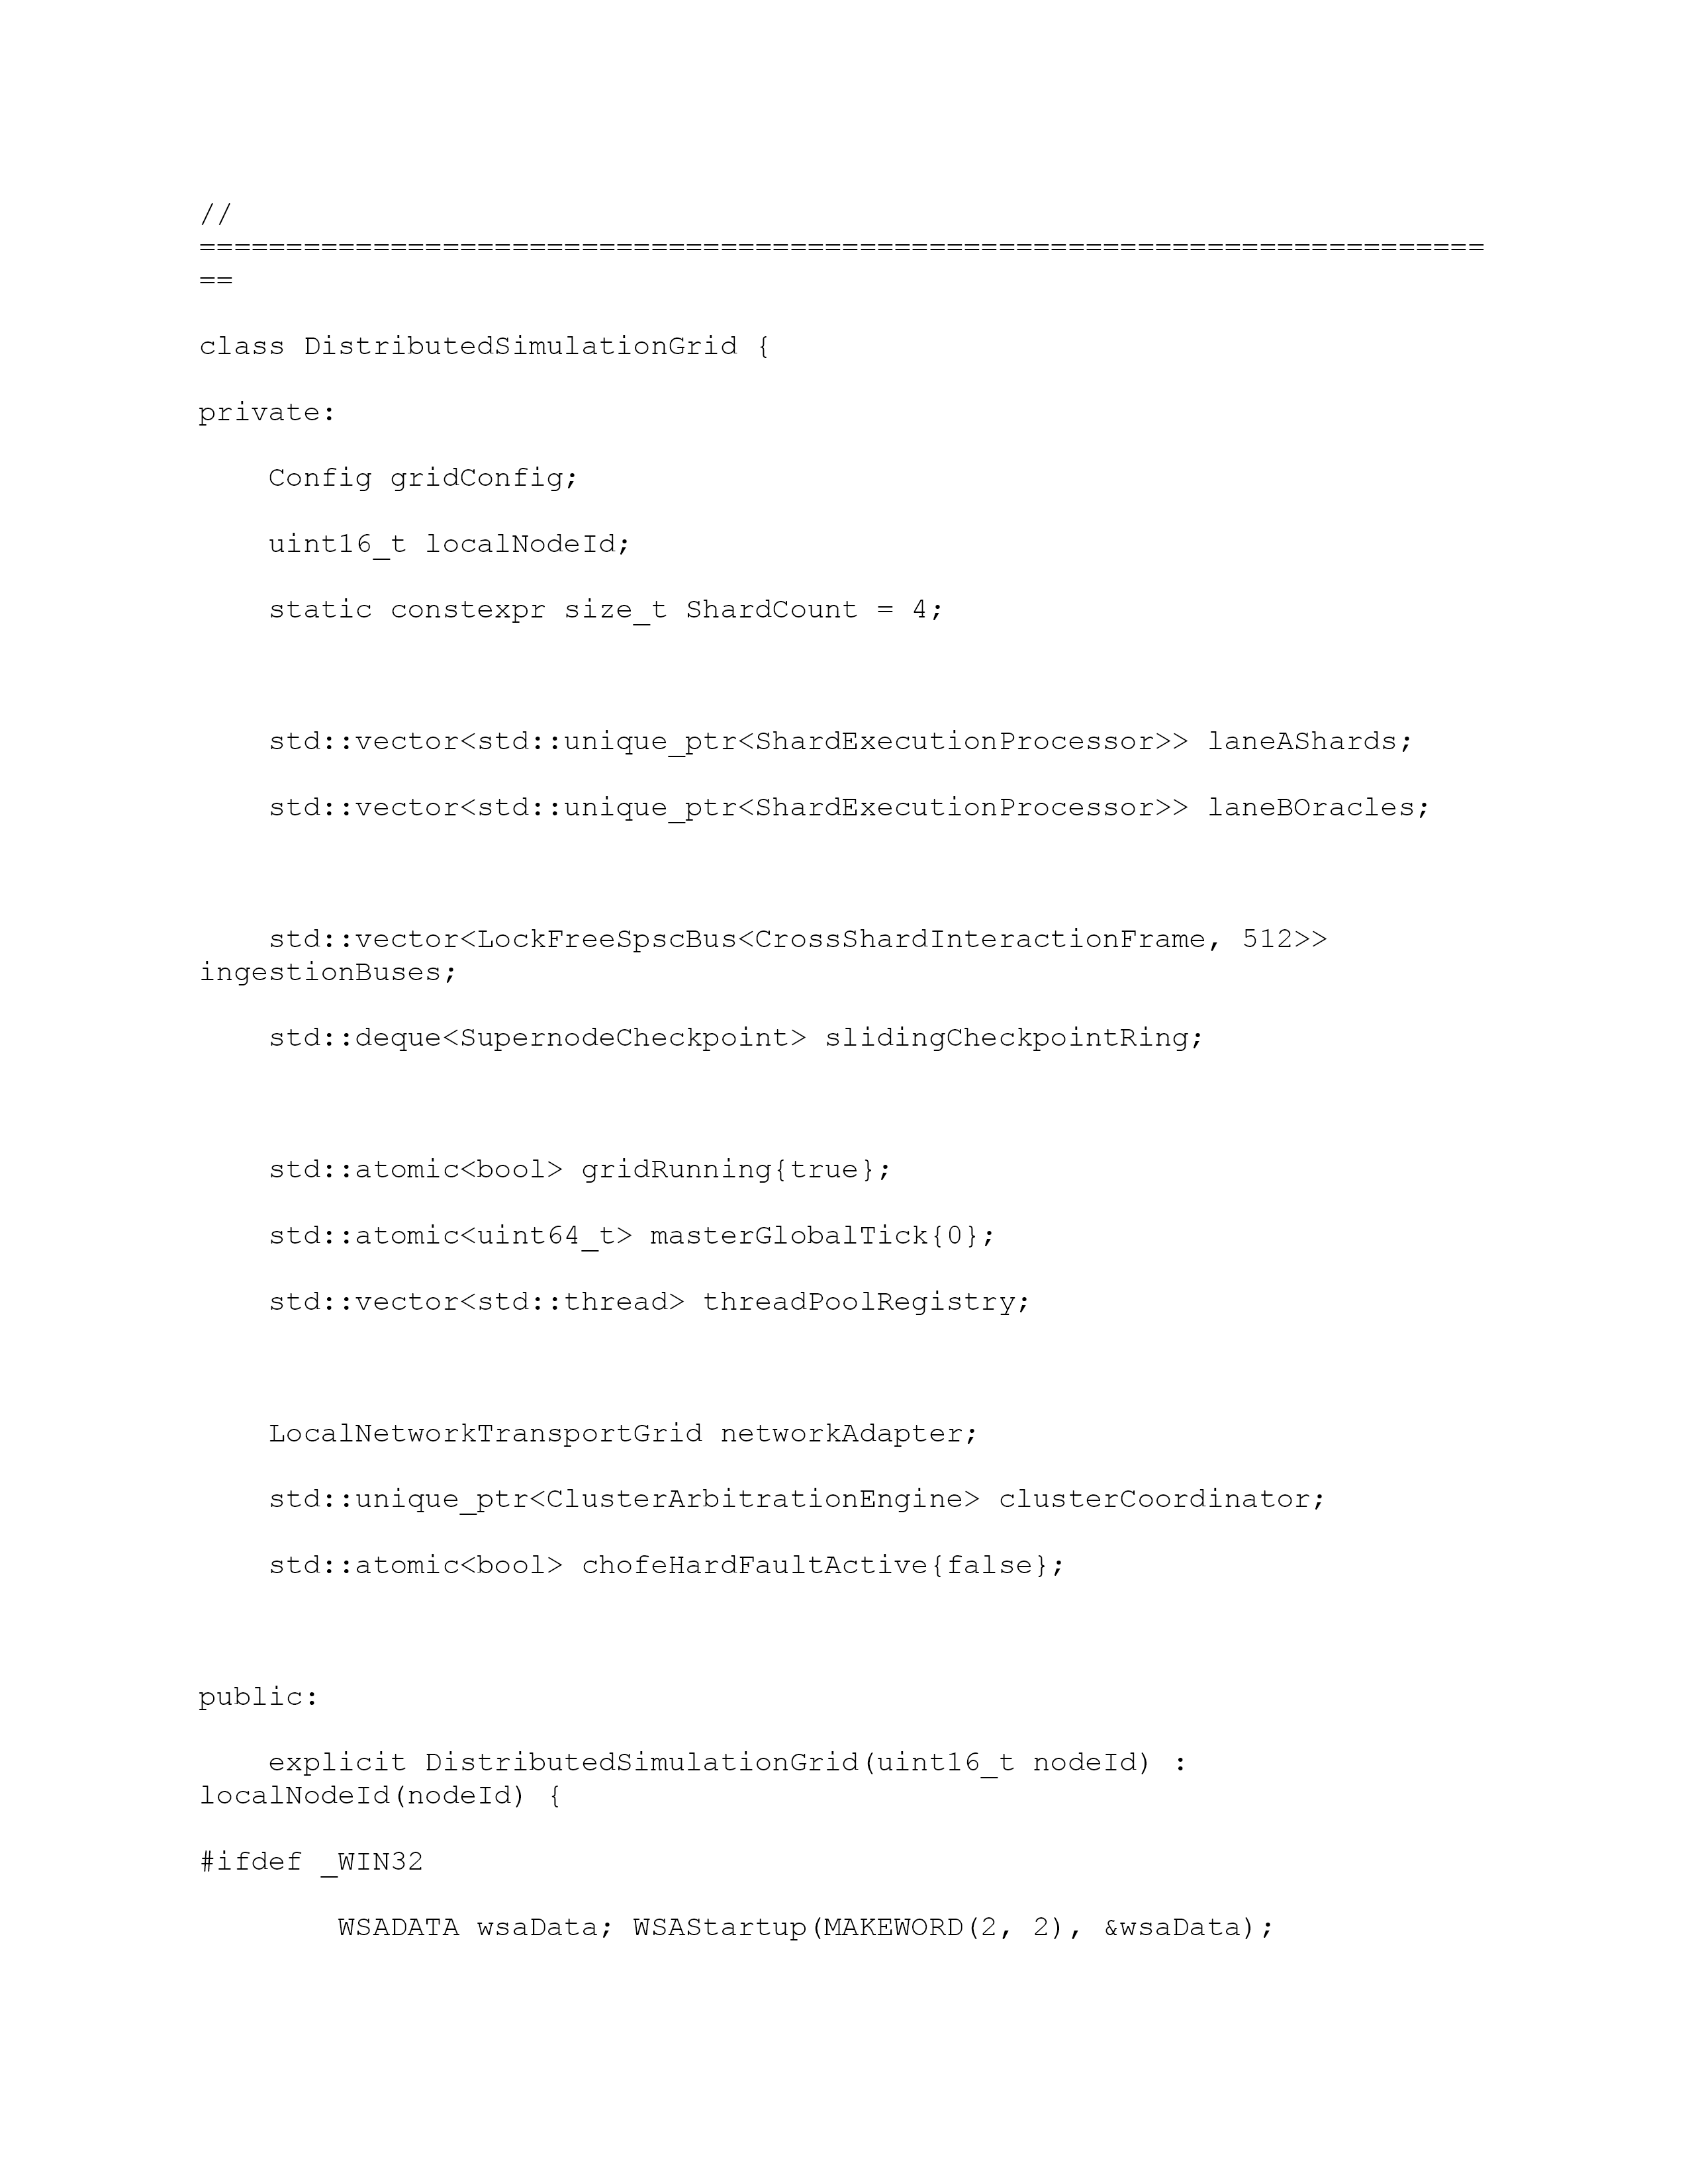 //
==========================================================================
==
class DistributedSimulationGrid {
private:
    Config gridConfig;
    uint16_t localNodeId;
    static constexpr size_t ShardCount = 4;
    std::vector<std::unique_ptr<ShardExecutionProcessor>> laneAShards;
    std::vector<std::unique_ptr<ShardExecutionProcessor>> laneBOracles;
    std::vector<LockFreeSpscBus<CrossShardInteractionFrame, 512>>
ingestionBuses;
    std::deque<SupernodeCheckpoint> slidingCheckpointRing;
    std::atomic<bool> gridRunning{true};
    std::atomic<uint64_t> masterGlobalTick{0};
    std::vector<std::thread> threadPoolRegistry;
    LocalNetworkTransportGrid networkAdapter;
    std::unique_ptr<ClusterArbitrationEngine> clusterCoordinator;
    std::atomic<bool> chofeHardFaultActive{false};
public:
    explicit DistributedSimulationGrid(uint16_t nodeId) :
localNodeId(nodeId) {
#ifdef _WIN32
        WSADATA wsaData; WSAStartup(MAKEWORD(2, 2), &wsaData);